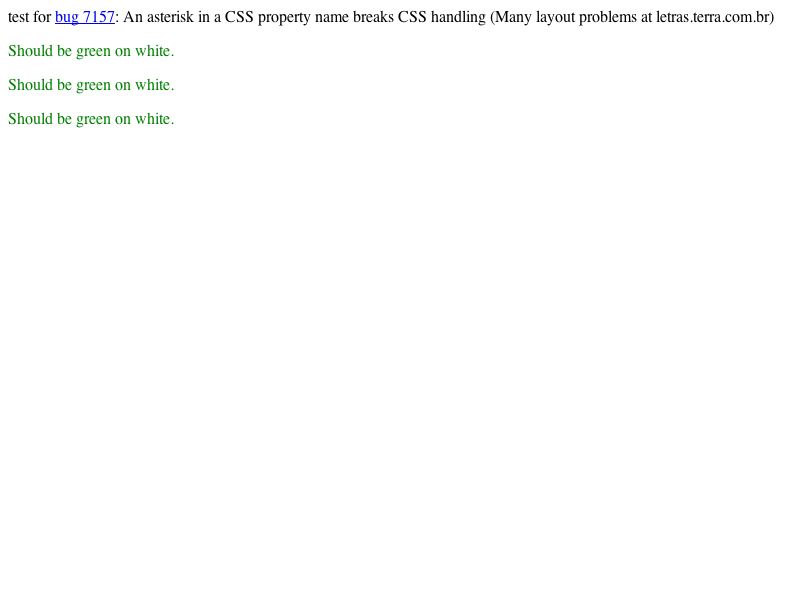 test for bug 7157: An asterisk in a CSS property name breaks CSS handling (Many layout problems at letras.terra.com.br)
Should be green on white.
Should be green on white.
Should be green on white.